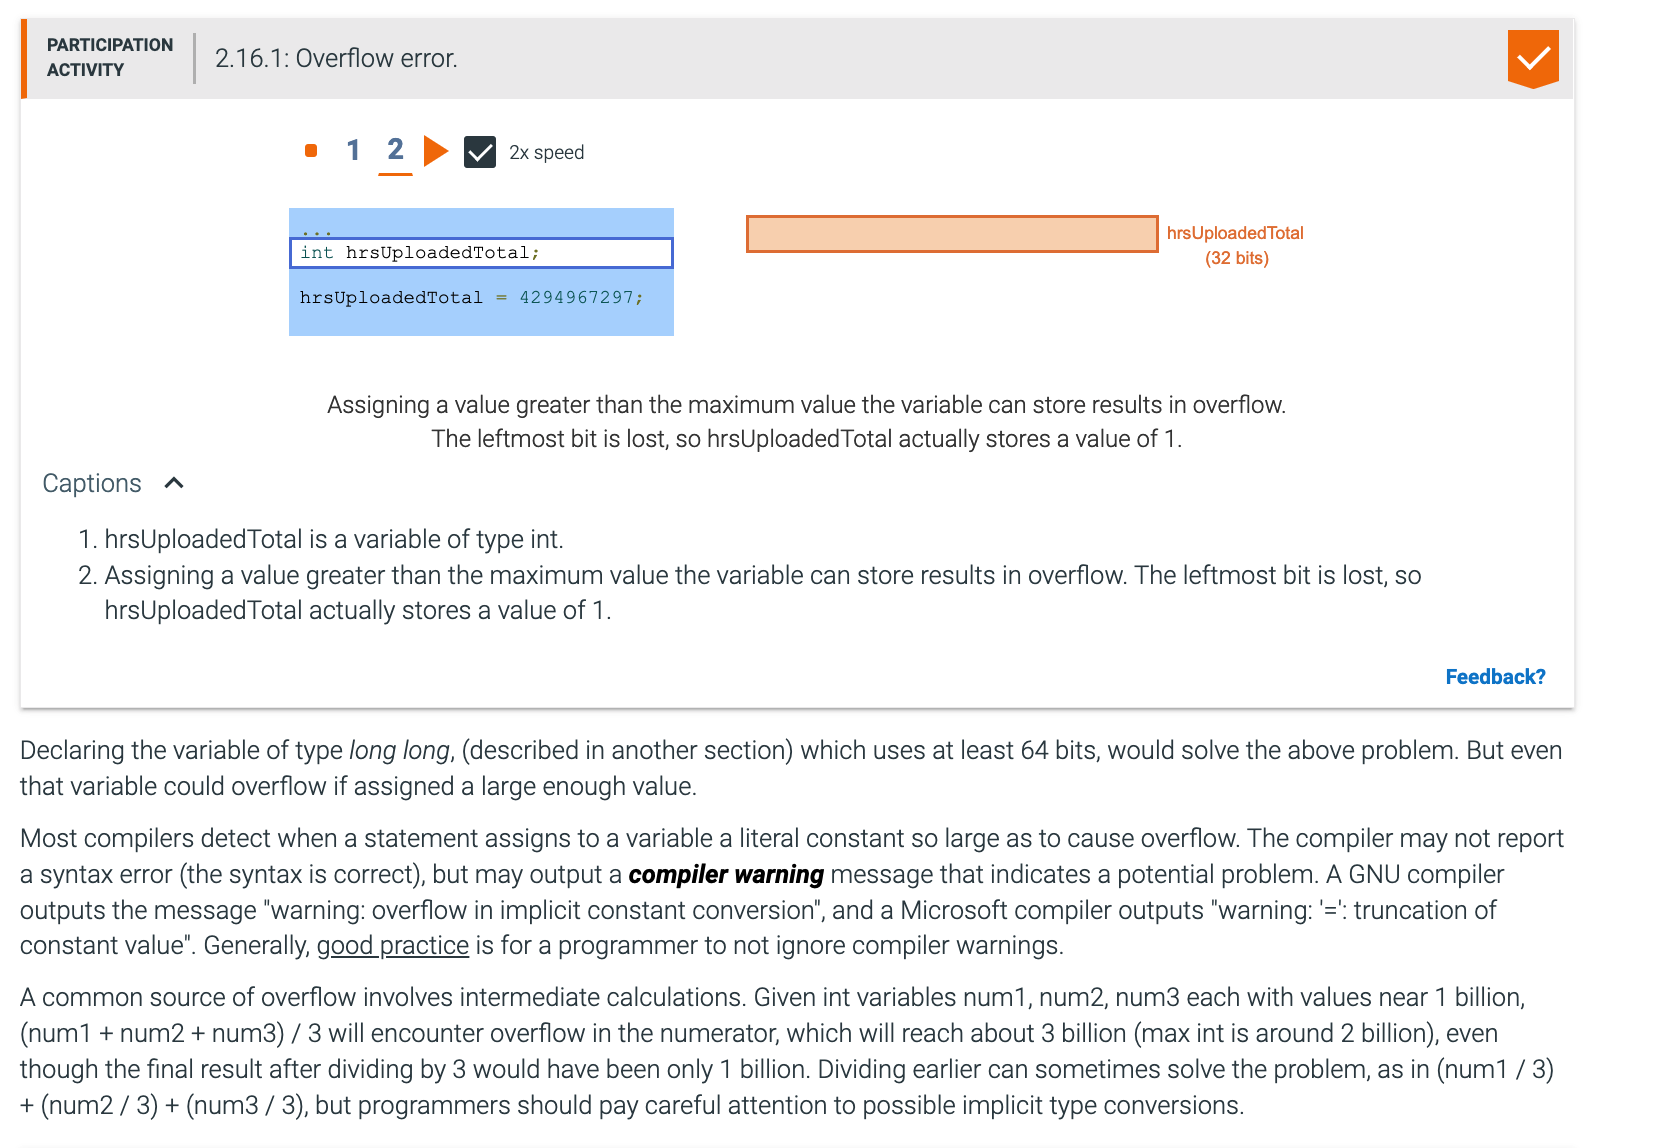 PARTICIPATION
ACTIVITY
2.16.1: Overflow error.
1 2 2x speed
...
int hrsUploadedTotal;
hrsUploadedTotal = 4294967297;
hrsUploadedTotal
(32 bits)
Assigning a value greater than the maximum value the variable can store results in overflow.
The leftmost bit is lost, so hrsUploadedTotal actually stores a value of 1.
Captions
1. hrsUploadedTotal is a variable of type int.
2. Assigning a value greater than the maximum value the variable can store results in overflow. The leftmost bit is lost, so
hrsUploadedTotal actually stores a value of 1.
Feedback?
Declaring the variable of type long long, (described in another section) which uses at least 64 bits, would solve the above problem. But even
that variable could overflow if assigned a large enough value.
Most compilers detect when a statement assigns to a variable a literal constant so large as to cause overflow. The compiler may not report
a syntax error (the syntax is correct), but may output a compiler warning message that indicates a potential problem. A GNU compiler
outputs the message "warning: overflow in implicit constant conversion", and a Microsoft compiler outputs "warning: '=': truncation of
constant value". Generally, good practice is for a programmer to not ignore compiler warnings.
A common source of overflow involves intermediate calculations. Given int variables num1, num2, num3 each with values near 1 billion,
(num1 + num2 + num3) / 3 will encounter overflow in the numerator, which will reach about 3 billion (max int is around 2 billion), even
though the final result after dividing by 3 would have been only 1 billion. Dividing earlier can sometimes solve the problem, as in (num1 / 3)
+ (num2 / 3) + (num3 / 3), but programmers should pay careful attention to possible implicit type conversions.